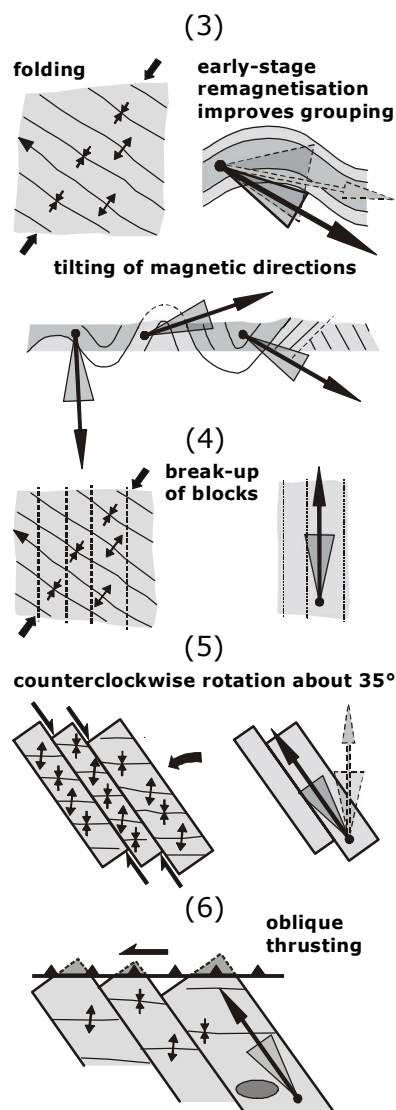 (3)
folding
early-stage
remagnetisation
improves grouping
tilting of magnetic directions
(4)
break-up
of blocks
(5)
counterclockwise rotation about 35°
(6)
oblique
thrusting